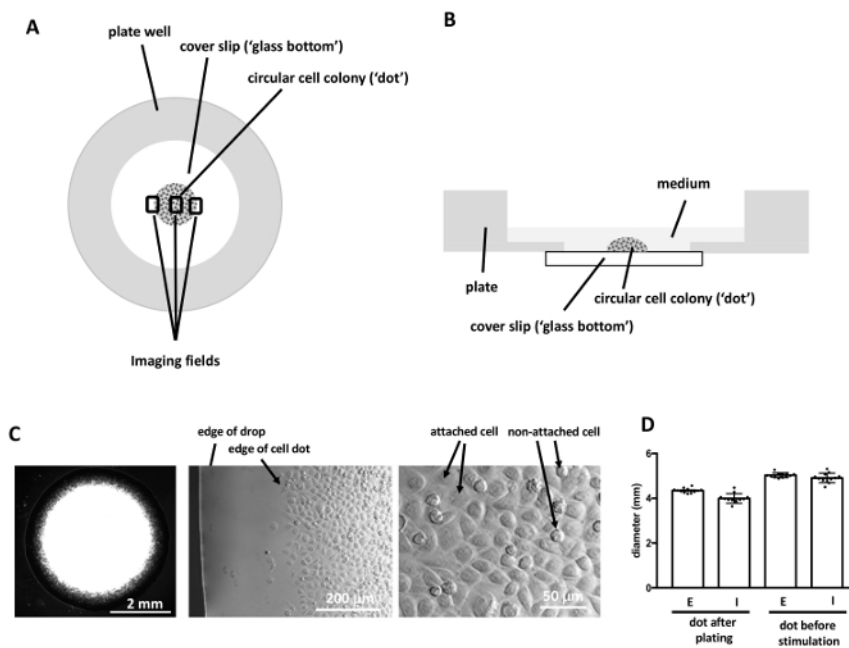 A
plate well
cover slip (‘glass bottom’)
circular cell colony (‘dot’)
Imaging fields
B
medium
plate
circular cell colony (‘dot’)
cover slip (‘glass bottom’)
C
edge of drop
edge of cell dot
attached cell
non-attached cell
2 mm
200 µm
50 µm
D
diameter (mm)
6
4
2
0
E I E I
dot after
plating
dot before
stimulation